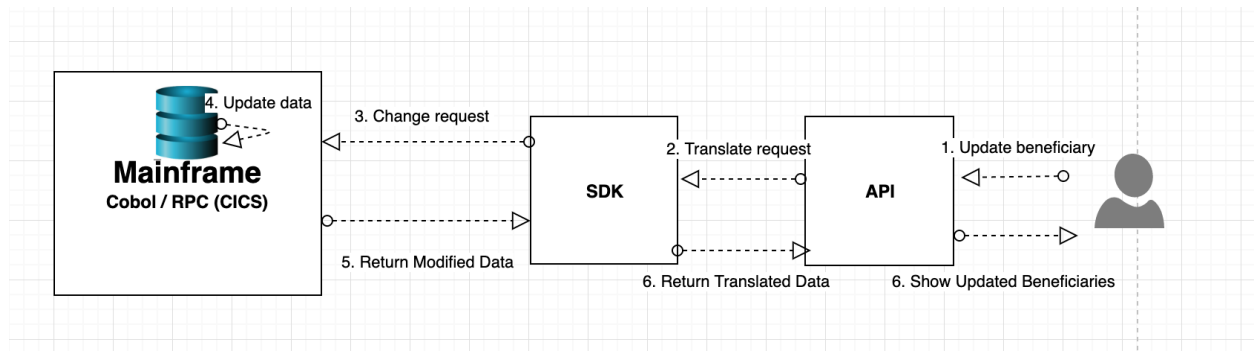 4. Update data
Mainframe
Cobol / RPC (CICS)
3. Change request
5. Return Modified Data
SDK
2. Translate request
6. Return Translated Data
API
1. Update beneficiary
6. Show Updated Beneficiaries